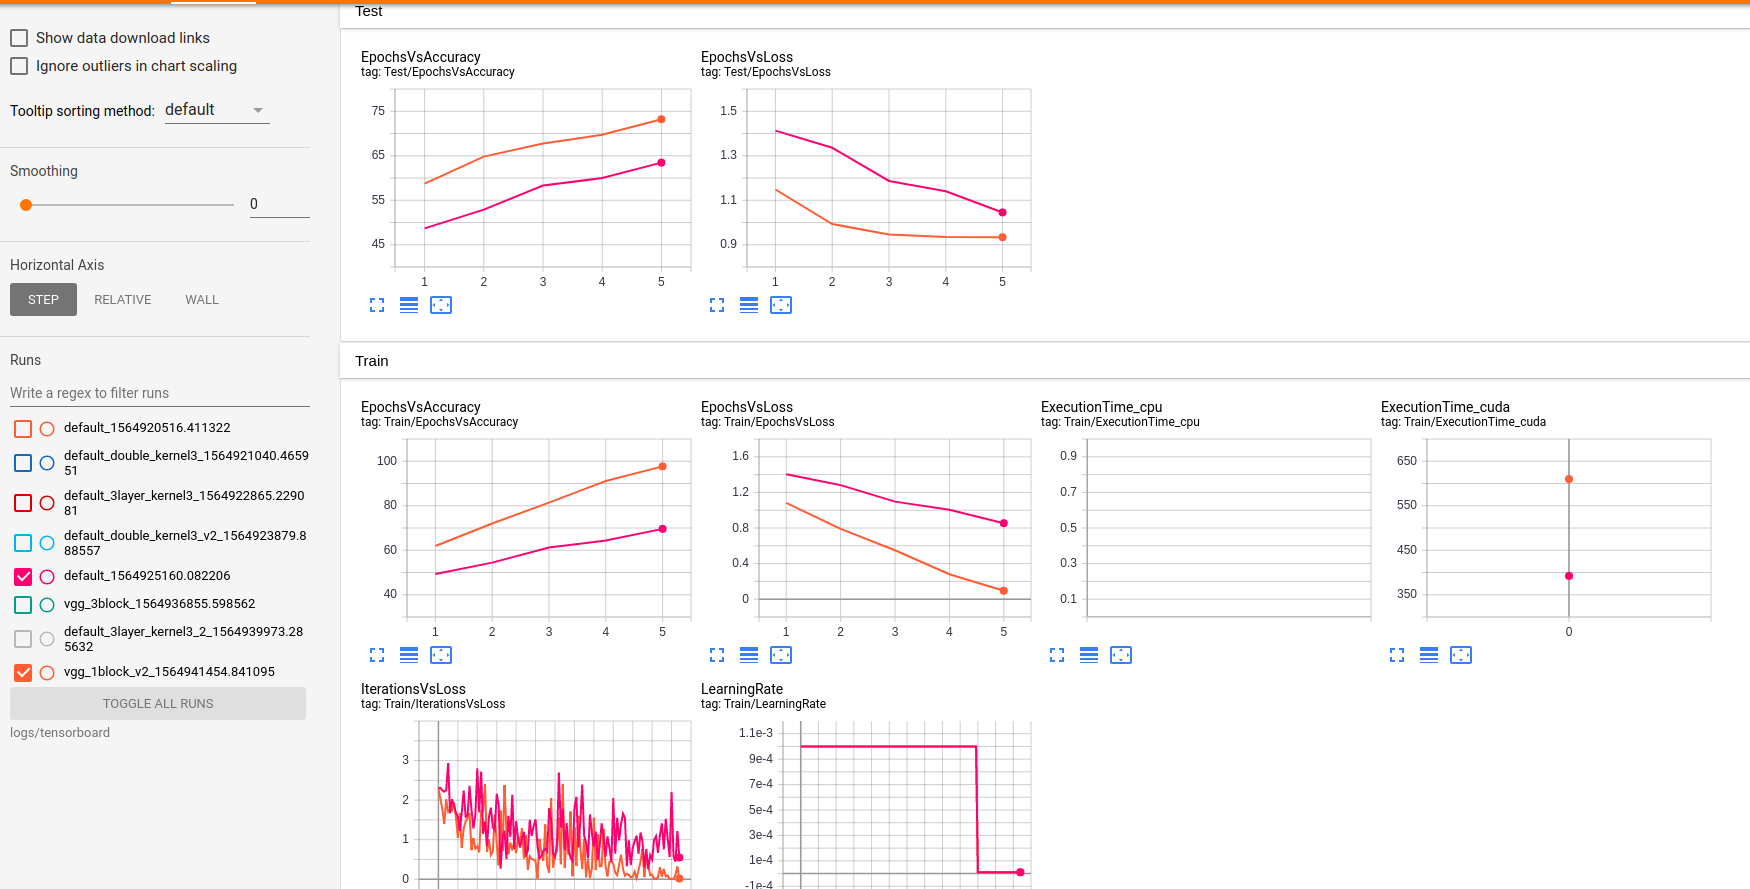 Show data download links
Ignore outliers in chart scaling
Tooltip sorting method: default
Smoothing
0
Horizontal Axis
STEP RELATIVE WALL
Runs
Write a regex to filter runs
default_1564920516.411322
default_double_kernel3_1564921040.4659
51
default_3layer_kernel3_1564922865.2290
81
default_double_kernel3_v2_1564923879.8
88557
default_1564925160.082206
vgg_3block_1564936855.598562
default_3layer_kernel3_2_1564939973.28
5632
vgg_1block_v2_1564941454.841095
TOGGLE ALL RUNS
logs/tensorboard
Test
EpochsVsAccuracy
tag: Test/EpochsVsAccuracy
75
65
55
45
1 2 3 4 5
EpochsVsLoss
tag: Test/EpochsVsLoss
1.5
1.3
1.1
0.9
1 2 3 4 5
Train
EpochsVsAccuracy
tag: Train/EpochsVsAccuracy
100
80
60
40
1 2 3 4 5
EpochsVsLoss
tag: Train/EpochsVsLoss
1.6
1.2
0.8
0.4
0
1 2 3 4 5
ExecutionTime_cpu
tag: Train/ExecutionTime_cpu
0.9
0.7
0.5
0.3
0.1
ExecutionTime_cuda
tag: Train/ExecutionTime_cuda
650
550
450
350
0
IterationsVsLoss
tag: Train/IterationsVsLoss
3
2
1
0
LearningRate
tag: Train/LearningRate
1.1e-3
9e-4
7e-4
5e-4
3e-4
1e-4
-1e-4